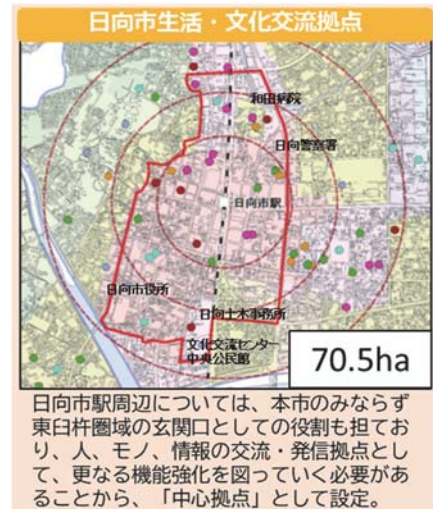 日向市生活・文化交流拠点
和田病院
日向警察署
日向市駅
日向市役所
日向土木事務所
文化交流センター
中央公民館
70.5ha
日向市駅周辺については、本市のみならず
東臼杵圏域の玄関口としての役割も担てお
り、人、モノ、情報の交流・発信拠点とし
て、更なる機能強化を図っていく必要があ
ることから、「中心拠点」として設定。